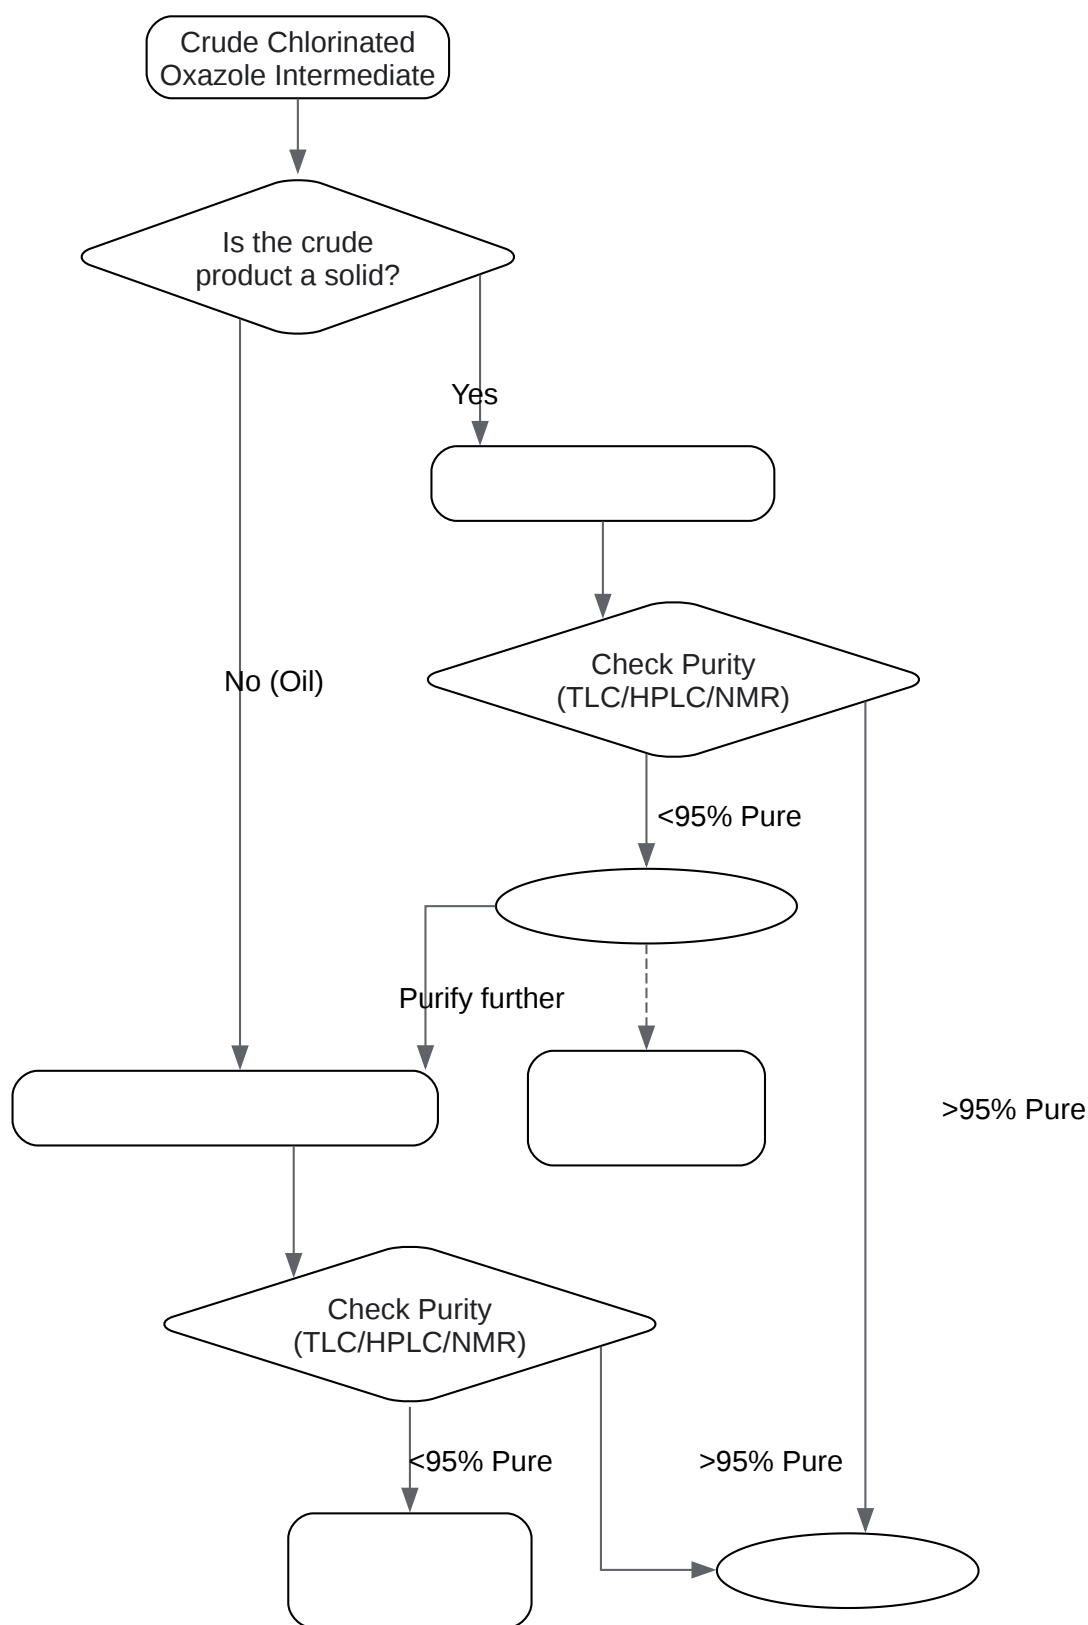 Crude Chlorinated
Oxazole Intermediate
Is the crude
product a solid?
Yes
No (Oil)
Check Purity
(TLC/HPLC/NMR)
<95% Pure
Purify further
>95% Pure
Check Purity
(TLC/HPLC/NMR)
<95% Pure
>95% Pure